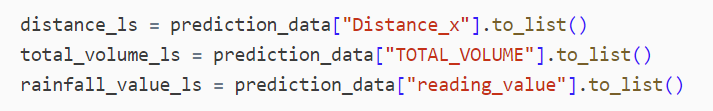 distance_ls = prediction_data["Distance_x"].to_list()
total_volume_ls = prediction_data["TOTAL_VOLUME"].to_list()
rainfall_value_ls = prediction_data["reading_value"].to_list()